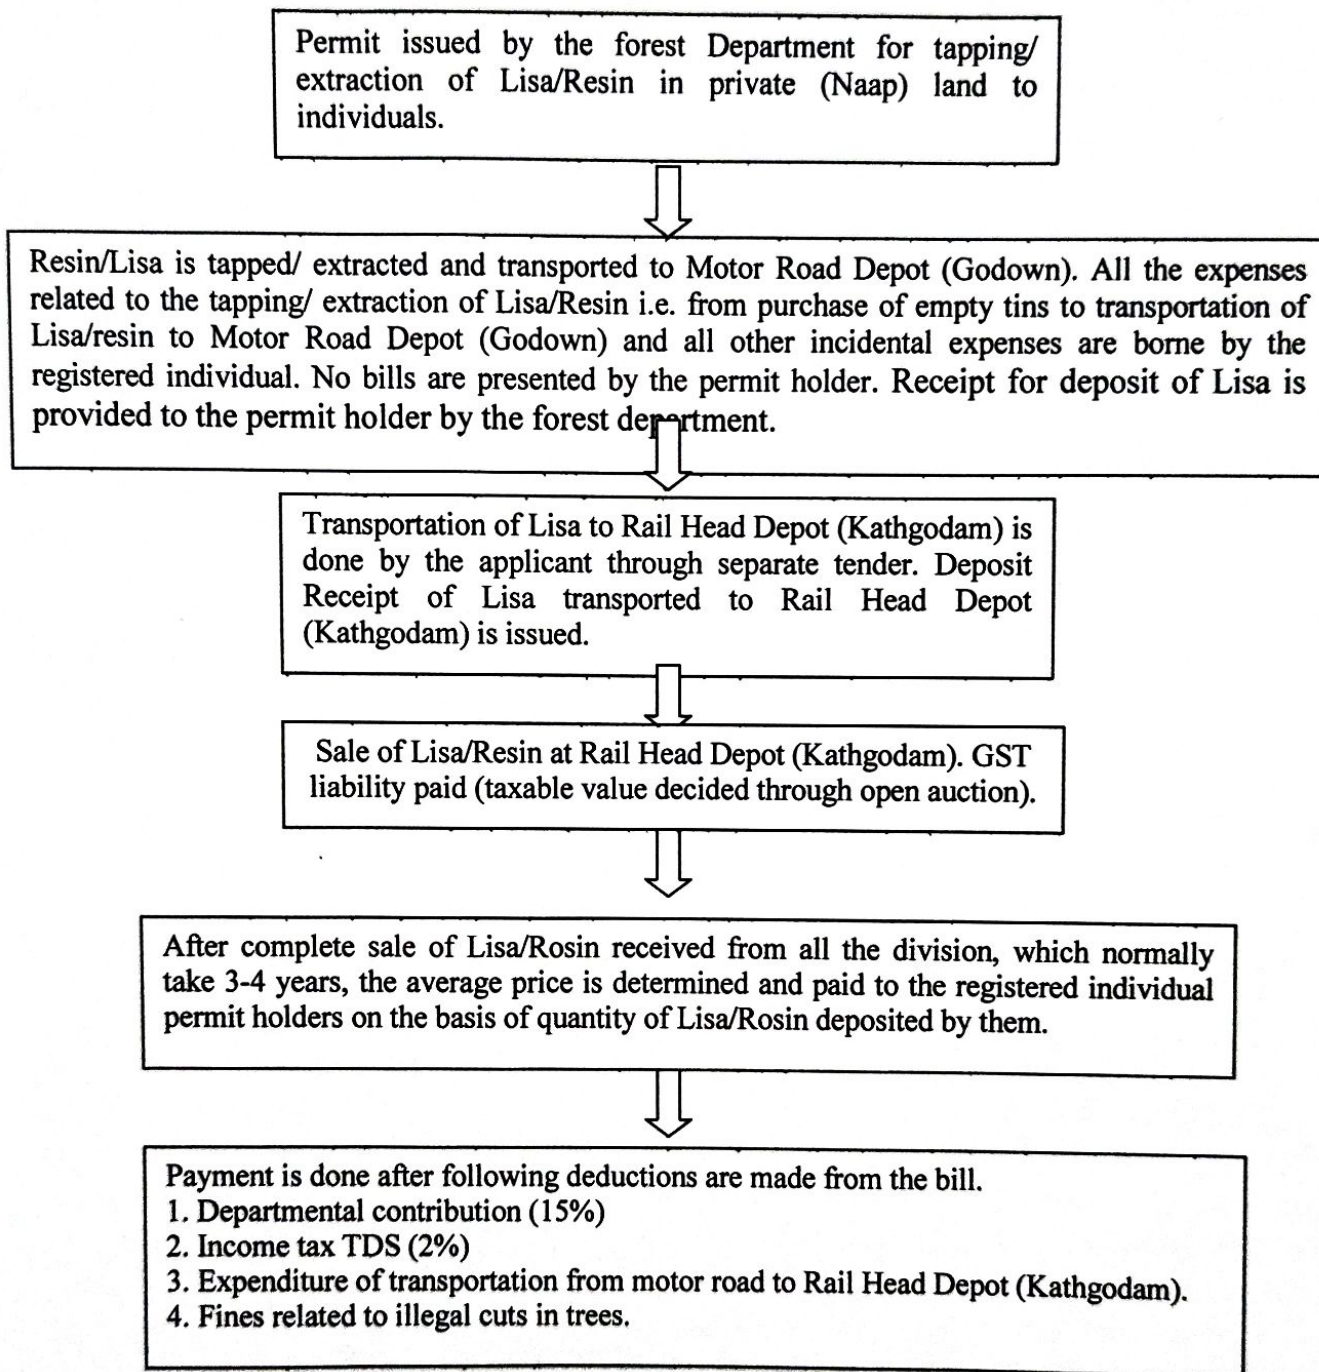 Permit issued by the forest Department for tapping/
extraction of Lisa/Resin in private (Naap) land to
individuals.
Resin/Lisa is tapped/ extracted and transported to Motor Road Depot (Godown). All the expenses
related to the tapping/ extraction of Lisa/Resin i.e. from purchase of empty tins to transportation of
Lisa/resin to Motor Road Depot (Godown) and all other incidental expenses are borne by the
registered individual. No bills are presented by the permit holder. Receipt for deposit of Lisa is
provided to the permit holder by the forest department.
Transportation of Lisa to Rail Head Depot (Kathgodam) is
done by the applicant through separate tender. Deposit
Receipt of Lisa transported to Rail Head Depot
(Kathgodam) is issued.
Sale of Lisa/Resin at Rail Head Depot (Kathgodam). GST
liability paid (taxable value decided through open auction).
After complete sale of Lisa/Rosin received from all the division, which normally
take 3-4 years, the average price is determined and paid to the registered individual
permit holders on the basis of quantity of Lisa/Rosin deposited by them.
Payment is done after following deductions are made from the bill.
1. Departmental contribution (15%)
2. Income tax TDS (2%)
3. Expenditure of transportation from motor road to Rail Head Depot (Kathgodam).
4. Fines related to illegal cuts in trees.